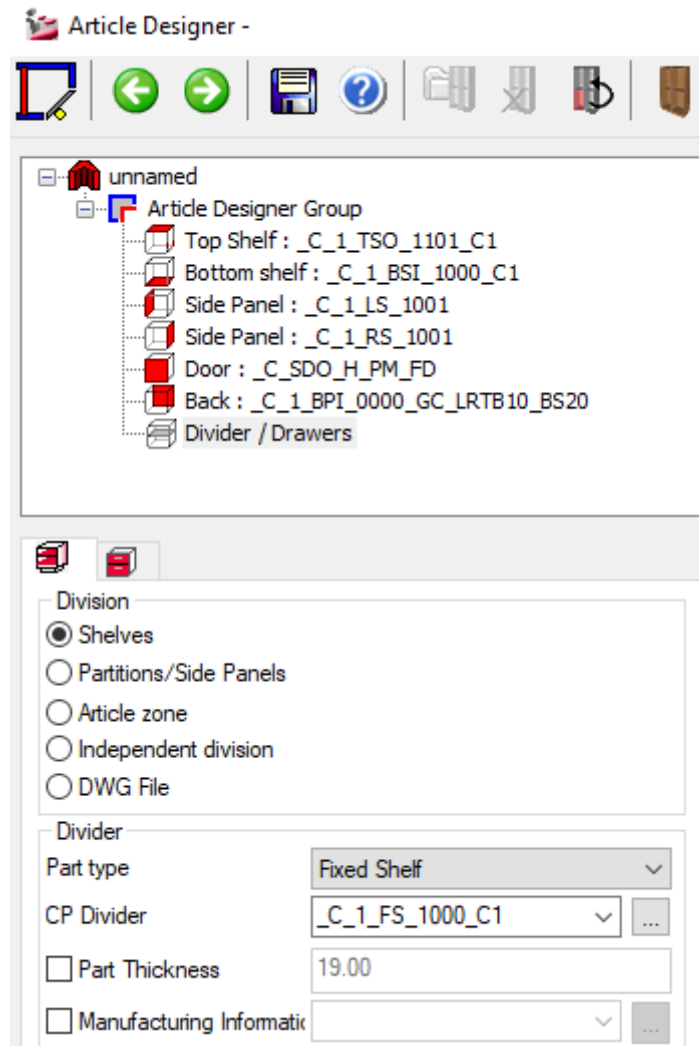 Article Designer -
unnamed
Article Designer Group
Top Shelf : _C_1_TSO_1101_C1
Bottom shelf : _C_1_BSI_1000_C1
Side Panel : _C_1_LS_1001
Side Panel : _C_1_RS_1001
Door : _C_SDO_H_PM_FD
Back : _C_1_BPI_0000_GC_LRTB10_BS20
Divider / Drawers
Division
Shelves
Partitions/Side Panels
Article zone
Independent division
DWG File
Divider
Part type Fixed Shelf
CP Divider _C_1_FS_1000_C1 ...
Part Thickness 19.00
Manufacturing Informatic ...